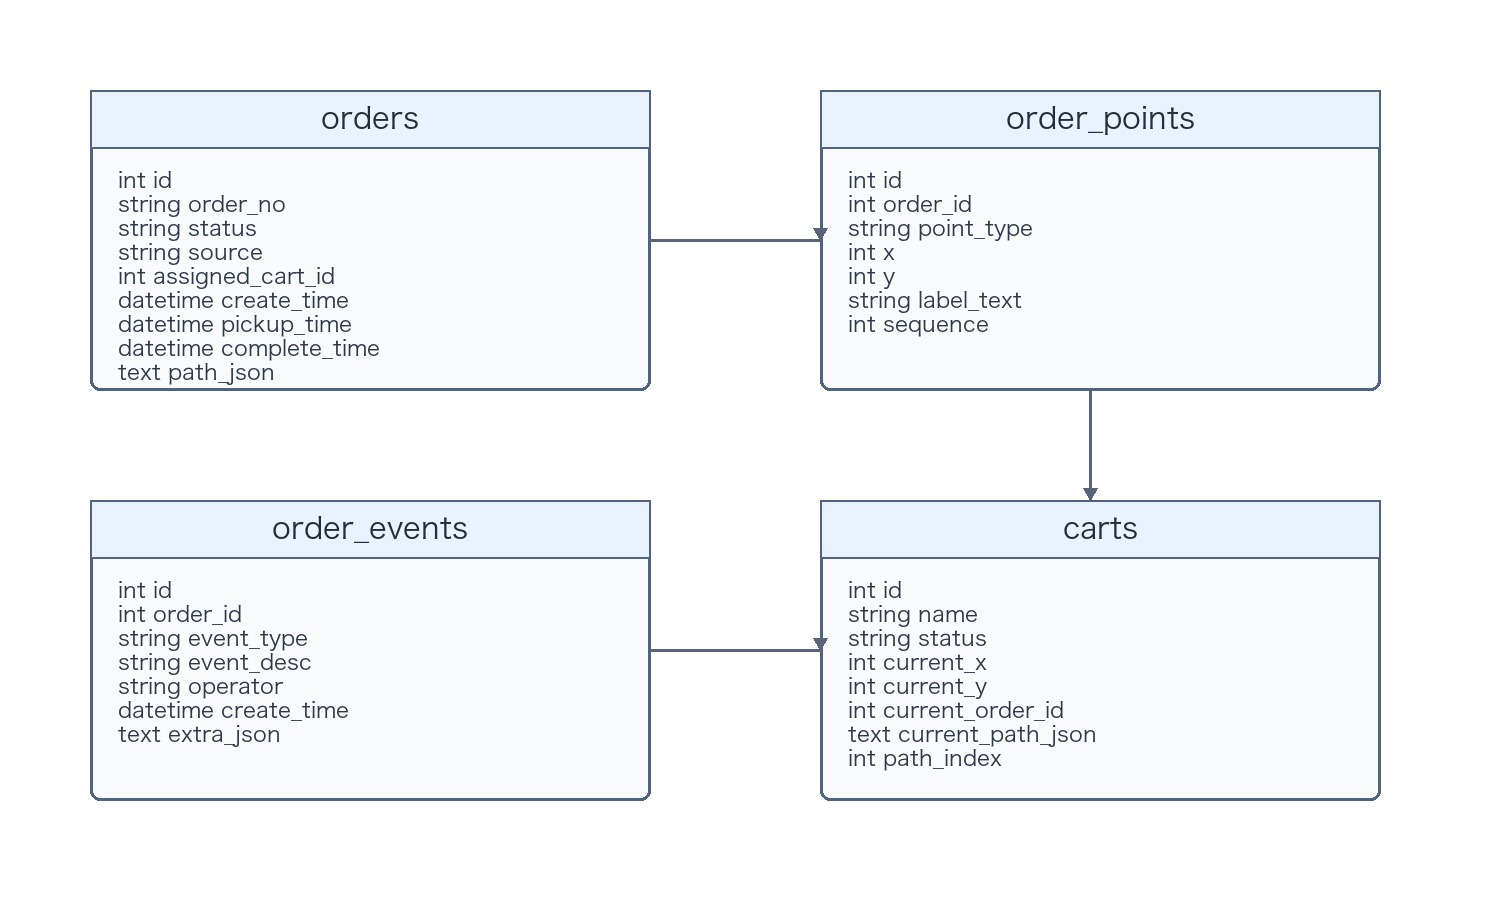 orders
int id
string order_no
string status
string source
int assigned_cart_id
datetime create_time
datetime pickup_time
datetime complete_time
text path_json
order_points
int id
int order_id
string point_type
int x
int y
string label_text
int sequence
order_events
int id
int order_id
string event_type
string event_desc
string operator
datetime create_time
text extra_json
carts
int id
string name
string status
int current_x
int current_y
int current_order_id
text current_path_json
int path_index